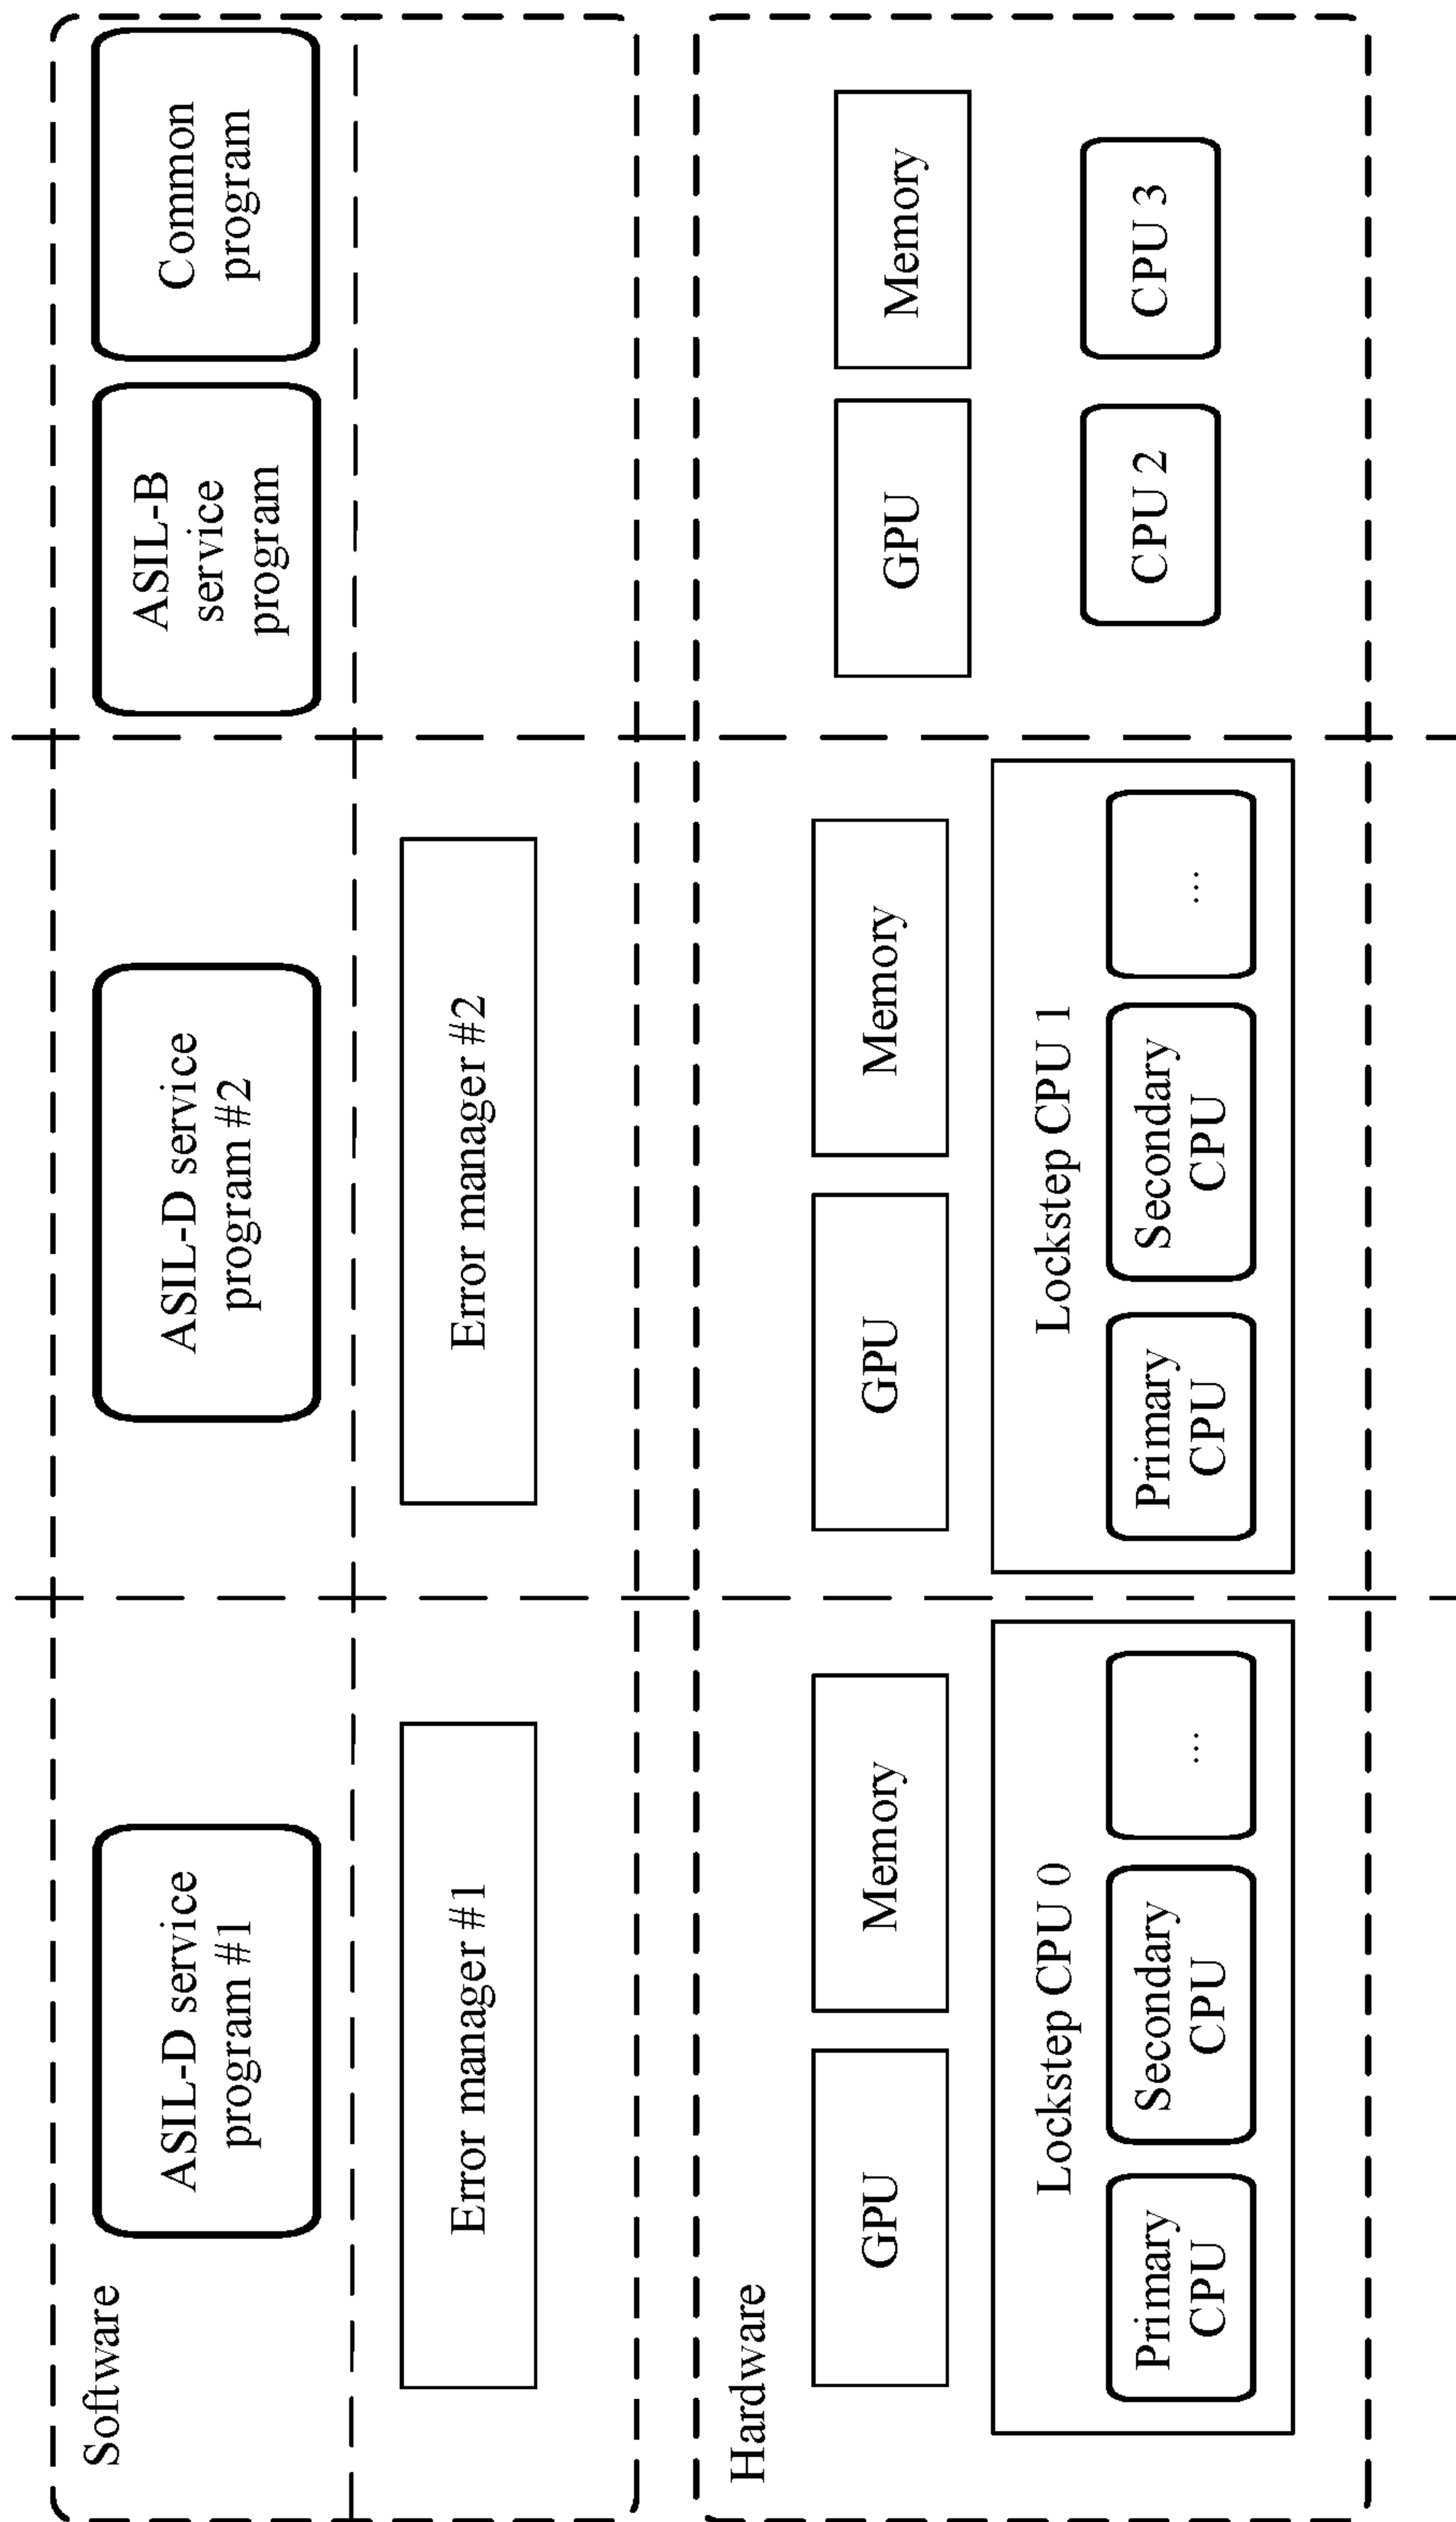 Software
ASIL-D service
program #1
ASIL-D service
program #2
ASIL-B
service
program
Common
program
Error manager #1
Error manager #2
Hardware
GPU
Memory
GPU
Memory
GPU
Memory
Lockstep CPU 0
Primary
CPU
Secondary
CPU
...
Lockstep CPU 1
Primary
CPU
Secondary
CPU
...
CPU 2
CPU 3